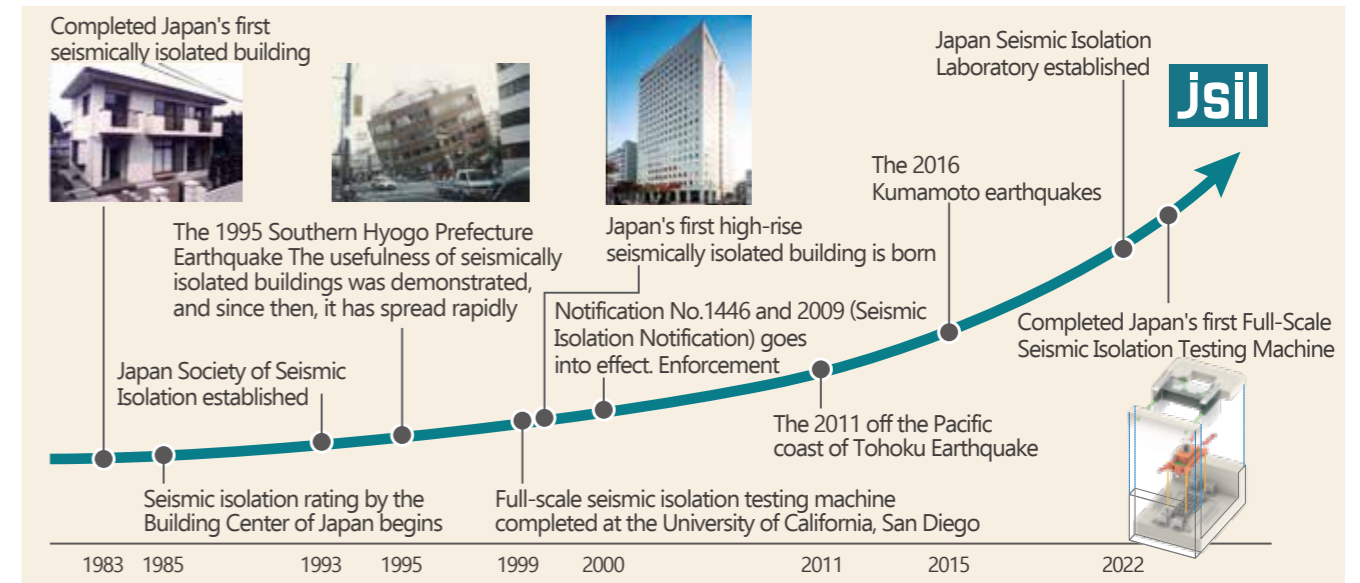 Completed Japan's first
seismically isolated building
Japan Seismic Isolation
Laboratory established
jsil
The 2016
Kumamoto earthquakes
The 1995 Southern Hyogo Prefecture
Earthquake The usefulness of seismically
isolated buildings was demonstrated,
and since then, it has spread rapidly
Japan's first high-rise
seismically isolated building is born
Notification No.1446 and 2009 (Seismic
Isolation Notification) goes
into effect. Enforcement
Completed Japan's first Full-Scale
Seismic Isolation Testing Machine
Japan Society of Seismic
Isolation established
The 2011 off the Pacific
coast of Tohoku Earthquake
Seismic isolation rating by the
Building Center of Japan begins
Full-scale seismic isolation testing machine
completed at the University of California, San Diego
1983 1985 1993 1995 1999 2000 2011 2015 2022